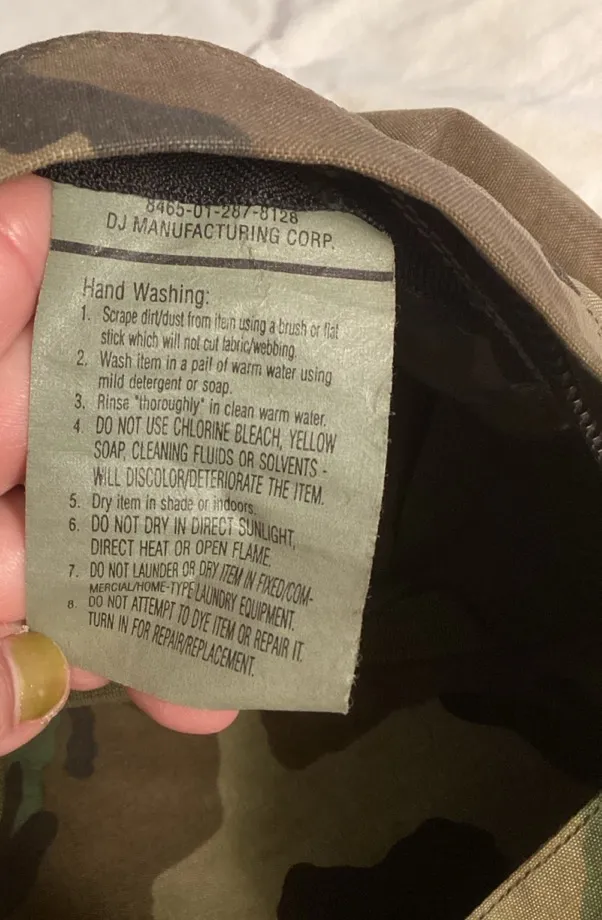 8465-01-287-8128
DJ MANUFACTURING CORP.
Hand Washing:
1. Scrape dirt/dust from item using a brush or flat
stick which will not cut fabric/webbing.
2. Wash item in a pail of warm water using
mild detergent or soap.
3. Rinse "thoroughly" in clean warm water.
4. DO NOT USE CHLORINE BLEACH, YELLOW
SOAP, CLEANING FLUIDS OR SOLVENTS -
WILL DISCOLOR/DETERIORATE THE ITEM.
5. Dry item in shade or indoors.
6. DO NOT DRY IN DIRECT SUNLIGHT,
DIRECT HEAT OR OPEN FLAME.
7. DO NOT LAUNDER OR DRY ITEM IN FIXED/COM-
MERCIAL/HOME-TYPE LAUNDRY EQUIPMENT.
8. DO NOT ATTEMPT TO DYE ITEM OR REPAIR IT.
TURN IN FOR REPAIR/REPLACEMENT.